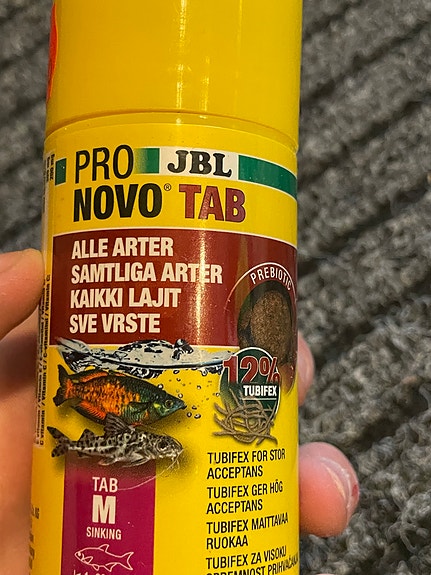 PRO JBL
NOVO® TAB
ALLE ARTER
SAMTLIGA ARTER
KAIKKI LAJIT
SVE VRSTE
PREBIOTIC
12%
TUBIFEX
TAB
M
SINKING
TUBIFEX FOR STOR
ACCEPTANS
TUBIFEX GER HÖG
ACCEPTANS
TUBIFEX MAITTAVAA
RUOKAA
TUBIFEX ZA VISOKU